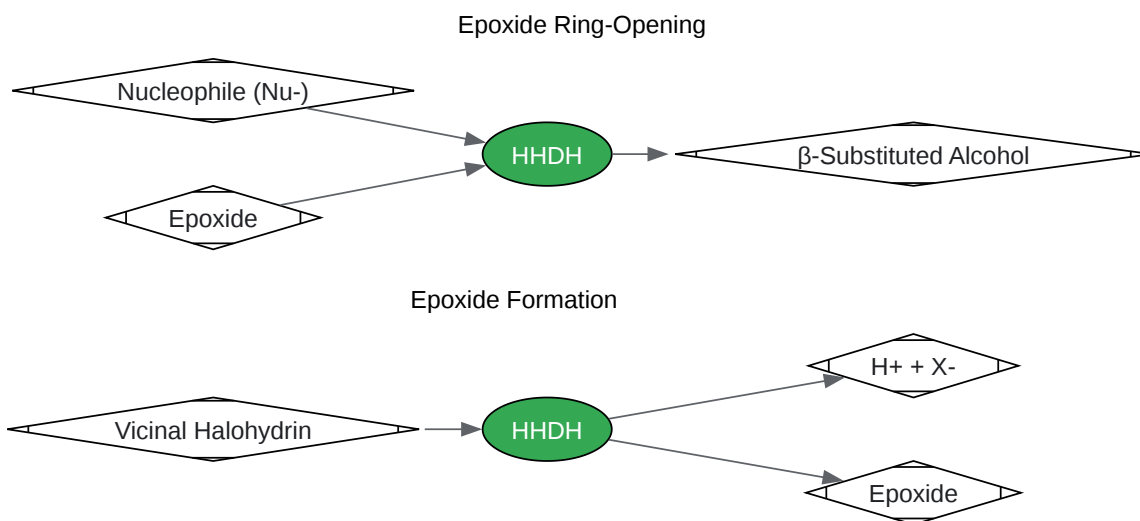 Epoxide Ring-Opening
Nucleophile (Nu-)
HHDH
β-Substituted Alcohol
Epoxide
Epoxide Formation
H+ + X-
Vicinal Halohydrin
HHDH
Epoxide